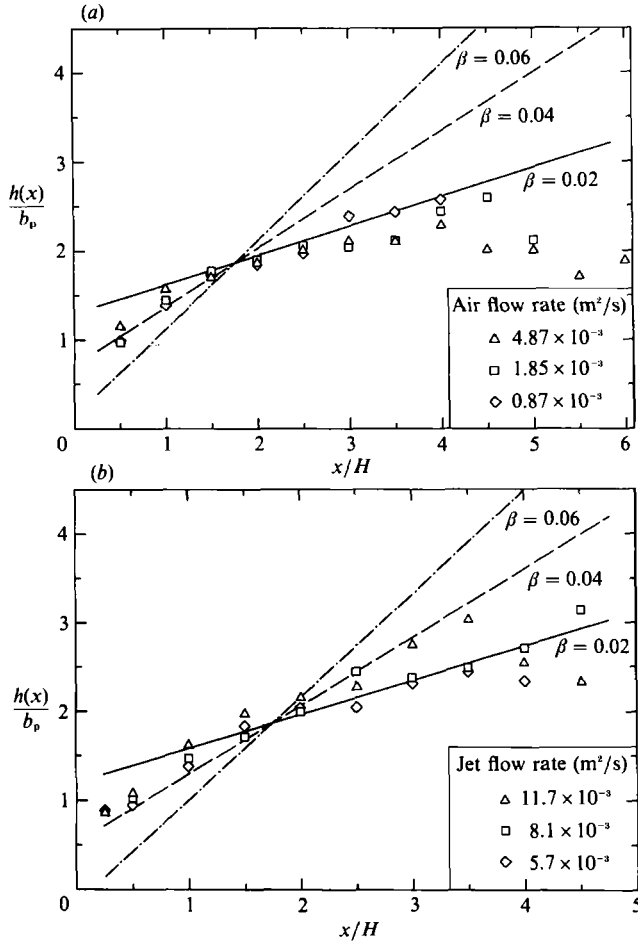 (a)
4
3
h(x)
b_p
2
1
0
1
2
3
4
5
6
x/H
β = 0.06
β = 0.04
β = 0.02
Air flow rate (m²/s)
△ 4.87 × 10⁻³
□ 1.85 × 10⁻³
◇ 0.87 × 10⁻³
(b)
4
3
h(x)
b_p
2
1
0
1
2
3
4
5
x/H
β = 0.06
β = 0.04
β = 0.02
Jet flow rate (m²/s)
△ 11.7 × 10⁻³
□ 8.1 × 10⁻³
◇ 5.7 × 10⁻³